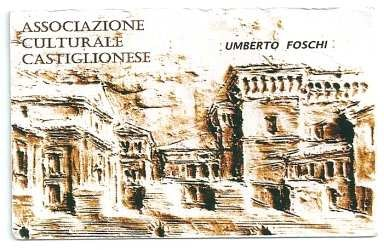 ASSOCIAZIONE
CULTURALE
CASTIGLIONESE
UMBERTO FOSCHI